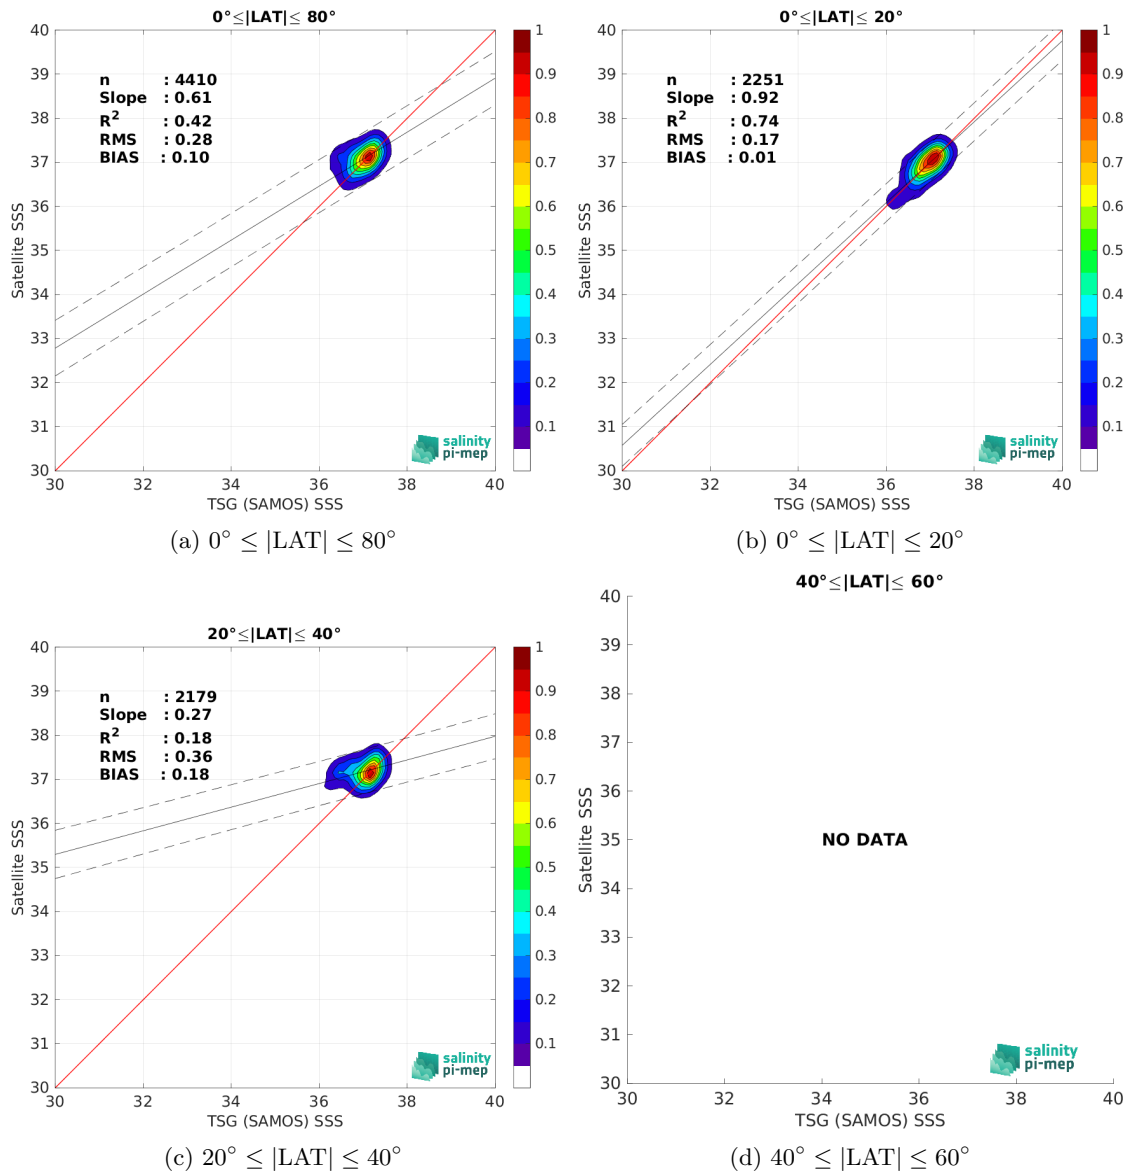 0°≤|LAT|≤ 80°
40
39
38
37
36
35
34
33
32
31
30
Satellite SSS
n : 4410
Slope : 0.61
R² : 0.42
RMS : 0.28
BIAS : 0.10
1
0.9
0.8
0.7
0.6
0.5
0.4
0.3
0.2
0.1
salinity
pi-mep
30 32 34 36 38 40
TSG (SAMOS) SSS
(a) 0° ≤ |LAT| ≤ 80°
0°≤|LAT|≤ 20°
40
39
38
37
36
35
34
33
32
31
30
Satellite SSS
n : 2251
Slope : 0.92
R² : 0.74
RMS : 0.17
BIAS : 0.01
1
0.9
0.8
0.7
0.6
0.5
0.4
0.3
0.2
0.1
salinity
pi-mep
30 32 34 36 38 40
TSG (SAMOS) SSS
(b) 0° ≤ |LAT| ≤ 20°
20°≤|LAT|≤ 40°
40
39
38
37
36
35
34
33
32
31
30
Satellite SSS
n : 2179
Slope : 0.27
R² : 0.18
RMS : 0.36
BIAS : 0.18
1
0.9
0.8
0.7
0.6
0.5
0.4
0.3
0.2
0.1
salinity
pi-mep
30 32 34 36 38 40
TSG (SAMOS) SSS
(c) 20° ≤ |LAT| ≤ 40°
40°≤|LAT|≤ 60°
40
39
38
37
36
35
34
33
32
31
30
Satellite SSS
NO DATA
salinity
pi-mep
30 32 34 36 38 40
TSG (SAMOS) SSS
(d) 40° ≤ |LAT| ≤ 60°